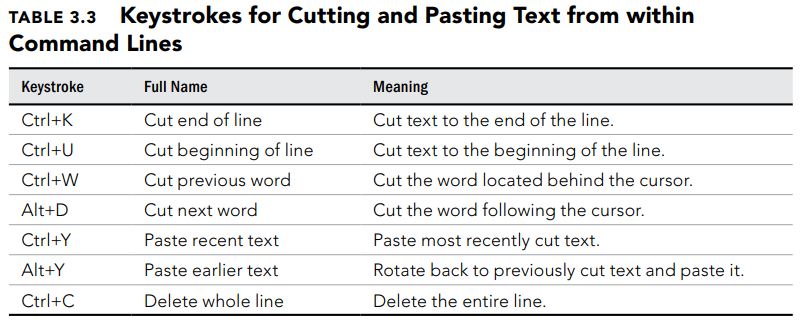 TABLE 3.3 Keystrokes for Cutting and Pasting Text from within
Command Lines
Keystroke Full Name Meaning
Ctrl+K Cut end of line Cut text to the end of the line.
Ctrl+U Cut beginning of line Cut text to the beginning of the line.
Ctrl+W Cut previous word Cut the word located behind the cursor.
Alt+D Cut next word Cut the word following the cursor.
Ctrl+Y Paste recent text Paste most recently cut text.
Alt+Y Paste earlier text Rotate back to previously cut text and paste it.
Ctrl+C Delete whole line Delete the entire line.